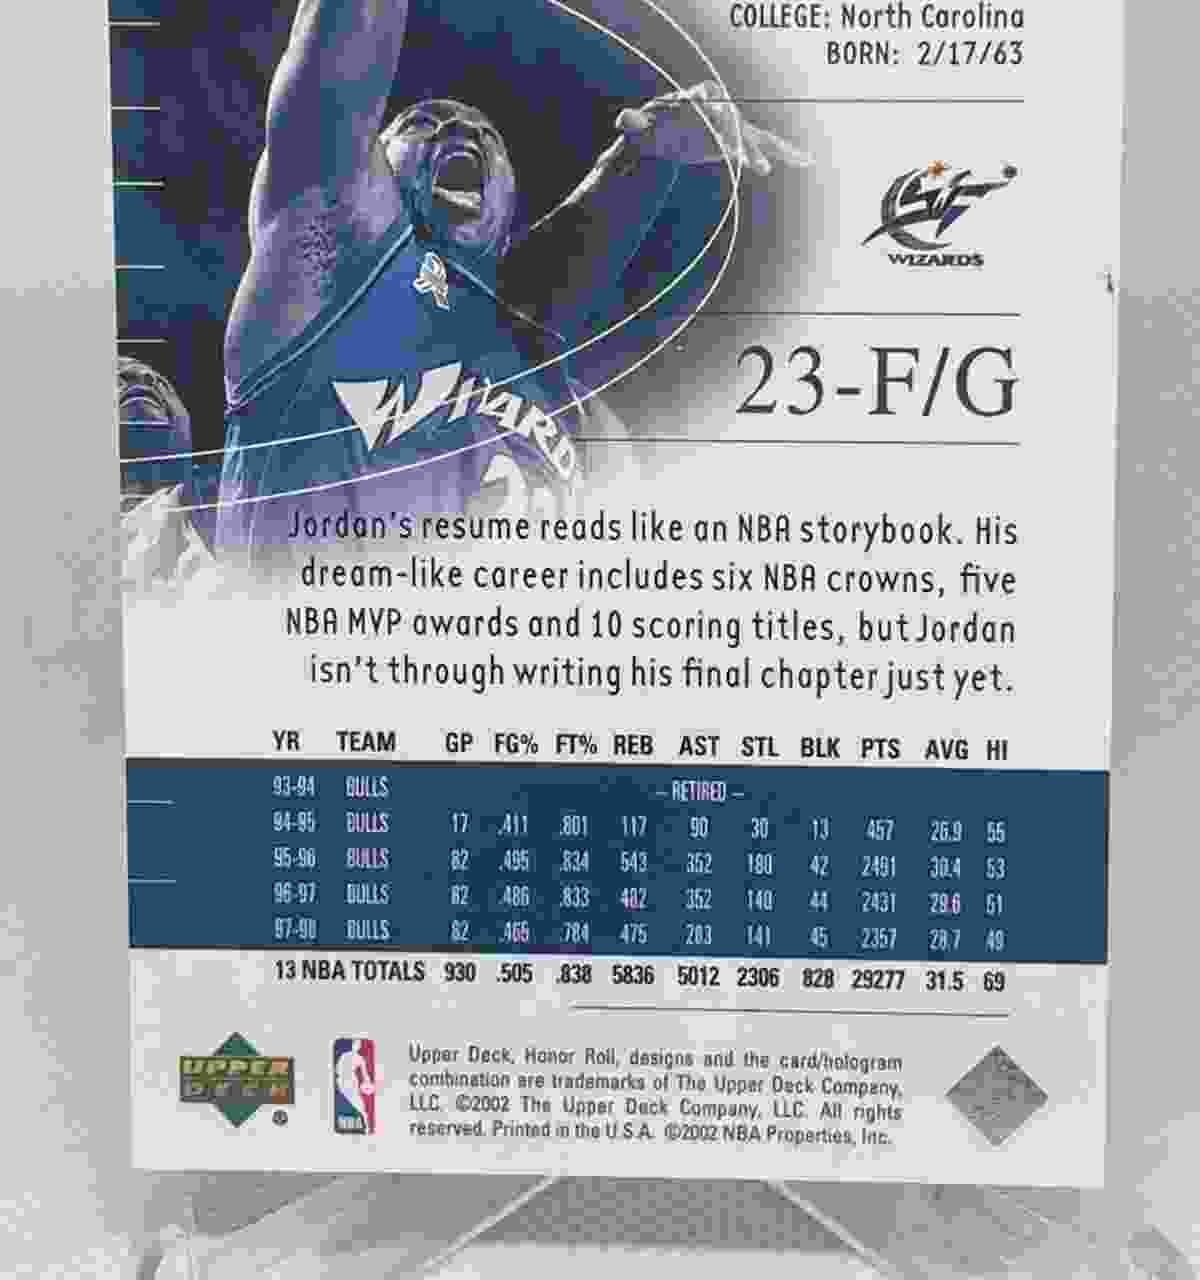 COLLEGE: North Carolina
BORN: 2/17/63
WIZARDS
23-F/G
Jordan's resume reads like an NBA storybook. His
dream-like career includes six NBA crowns, five
NBA MVP awards and 10 scoring titles, but Jordan
isn't through writing his final chapter just yet.
YR TEAM GP FG% FT% REB AST STL BLK PTS AVG HI
93-94 BULLS – RETIRED –
94-95 BULLS 17 .411 .801 117 90 30 13 457 26.9 55
95-96 BULLS 82 .495 .834 543 352 180 42 2491 30.4 53
96-97 BULLS 82 .486 .833 482 352 140 44 2431 29.6 51
97-98 BULLS 82 .465 .784 475 283 141 45 2357 28.7 49
13 NBA TOTALS 930 .505 .838 5836 5012 2306 828 29277 31.5 69
UPPER
DECK
®
NBA
Upper Deck, Honor Roll, designs and the card/hologram
combination are trademarks of The Upper Deck Company,
LLC. ©2002 The Upper Deck Company, LLC. All rights
reserved. Printed in the U.S.A. ©2002 NBA Properties, Inc.